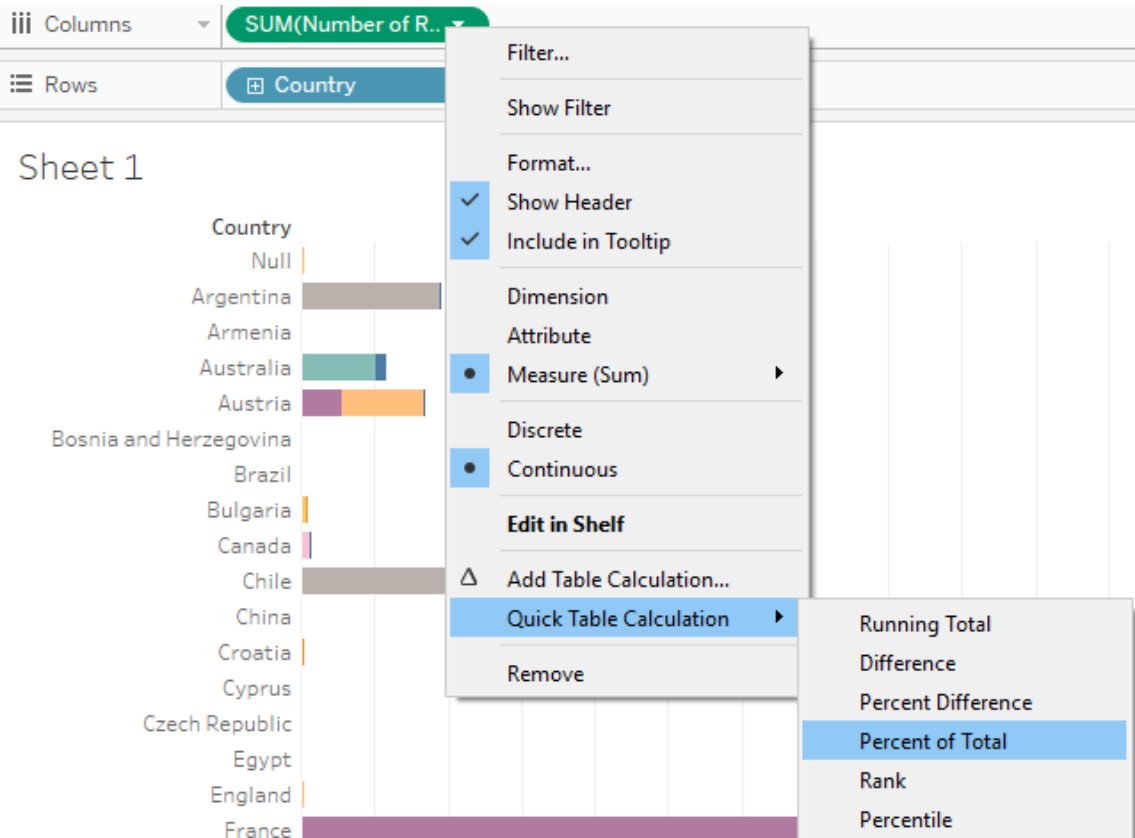 Columns
SUM(Number of R..
Rows
Country
Sheet 1
Country
Null
Argentina
Armenia
Australia
Austria
Bosnia and Herzegovina
Brazil
Bulgaria
Canada
Chile
China
Croatia
Cyprus
Czech Republic
Egypt
England
France
Filter...
Show Filter
Format...
Show Header
Include in Tooltip
Dimension
Attribute
Measure (Sum)
Discrete
Continuous
Edit in Shelf
Add Table Calculation...
Quick Table Calculation
Remove
Running Total
Difference
Percent Difference
Percent of Total
Rank
Percentile